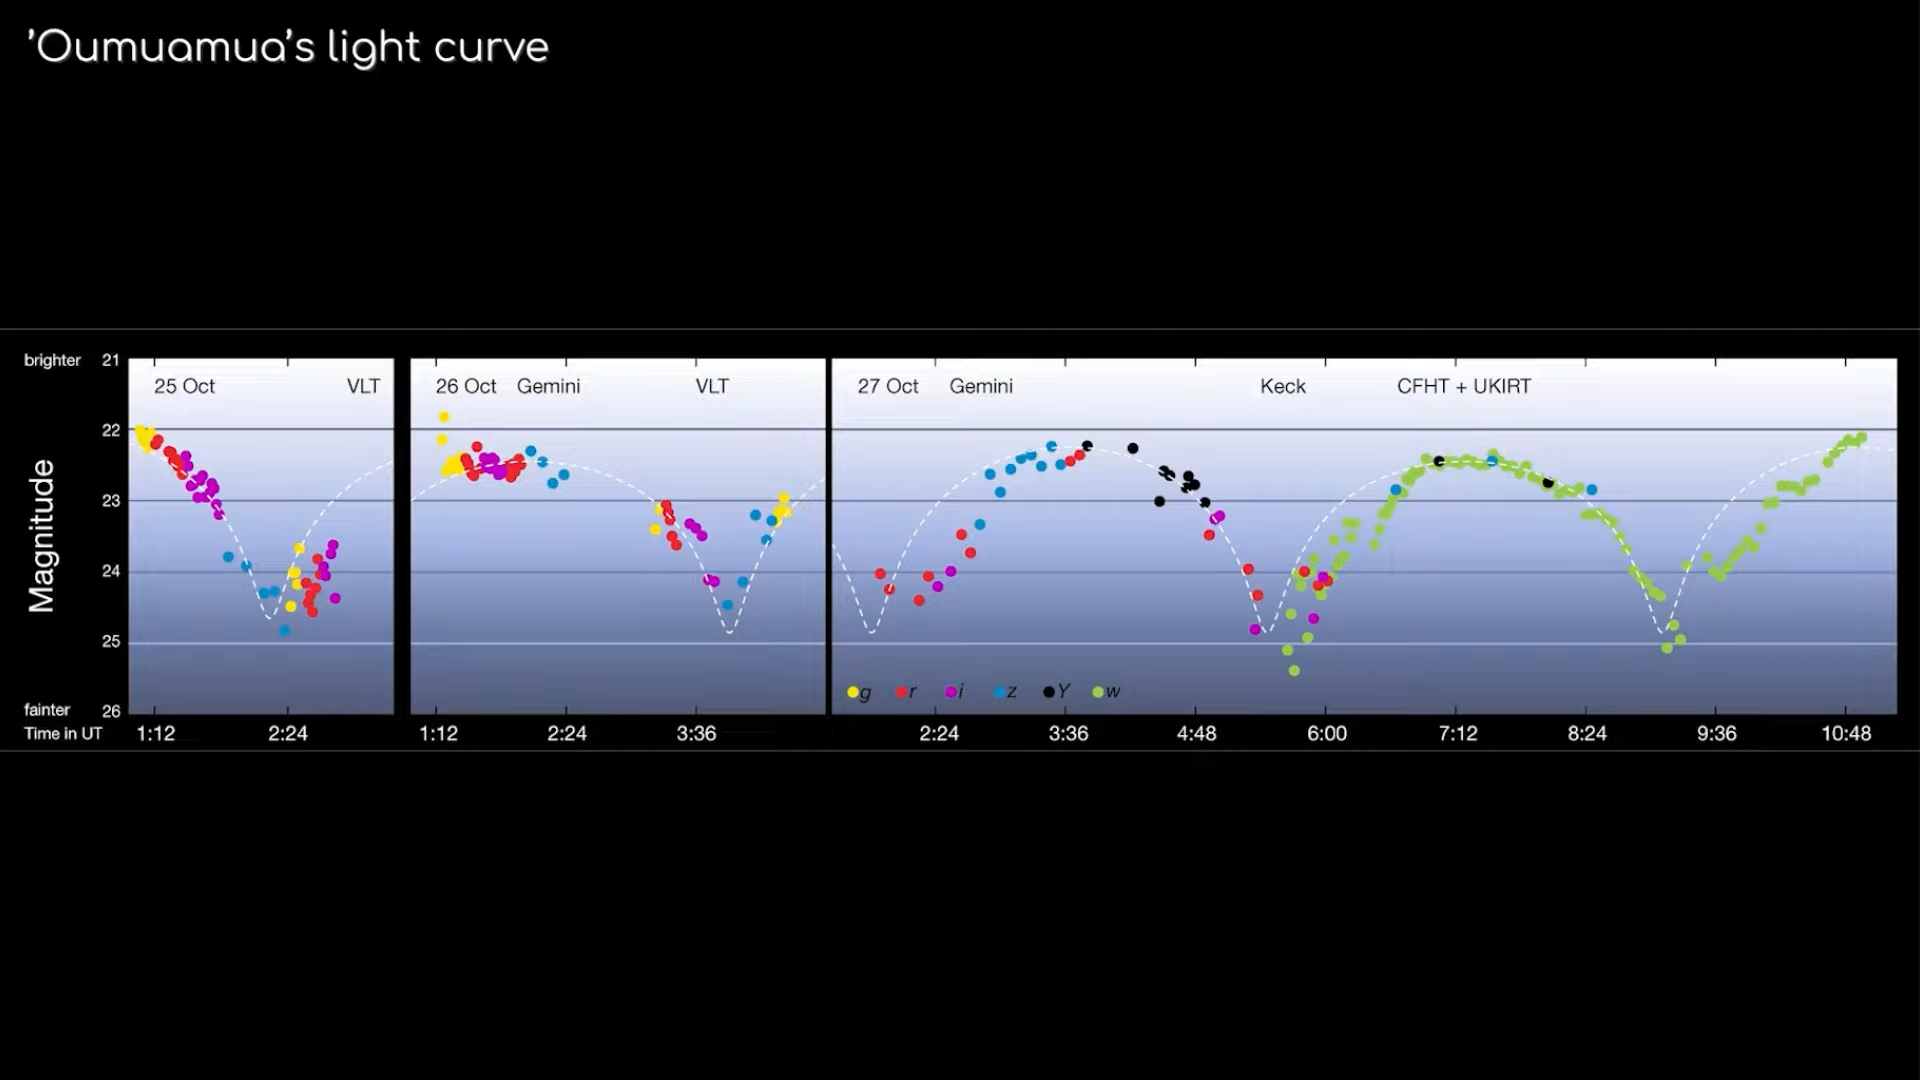 ’Oumuamua’s light curve
brighter 21
25 Oct VLT
26 Oct Gemini VLT
27 Oct Gemini Keck CFHT + UKIRT
22
23
24
25
Magnitude
g r i z Y w
fainter 26
Time in UT 1:12 2:24 1:12 2:24 3:36 2:24 3:36 4:48 6:00 7:12 8:24 9:36 10:48